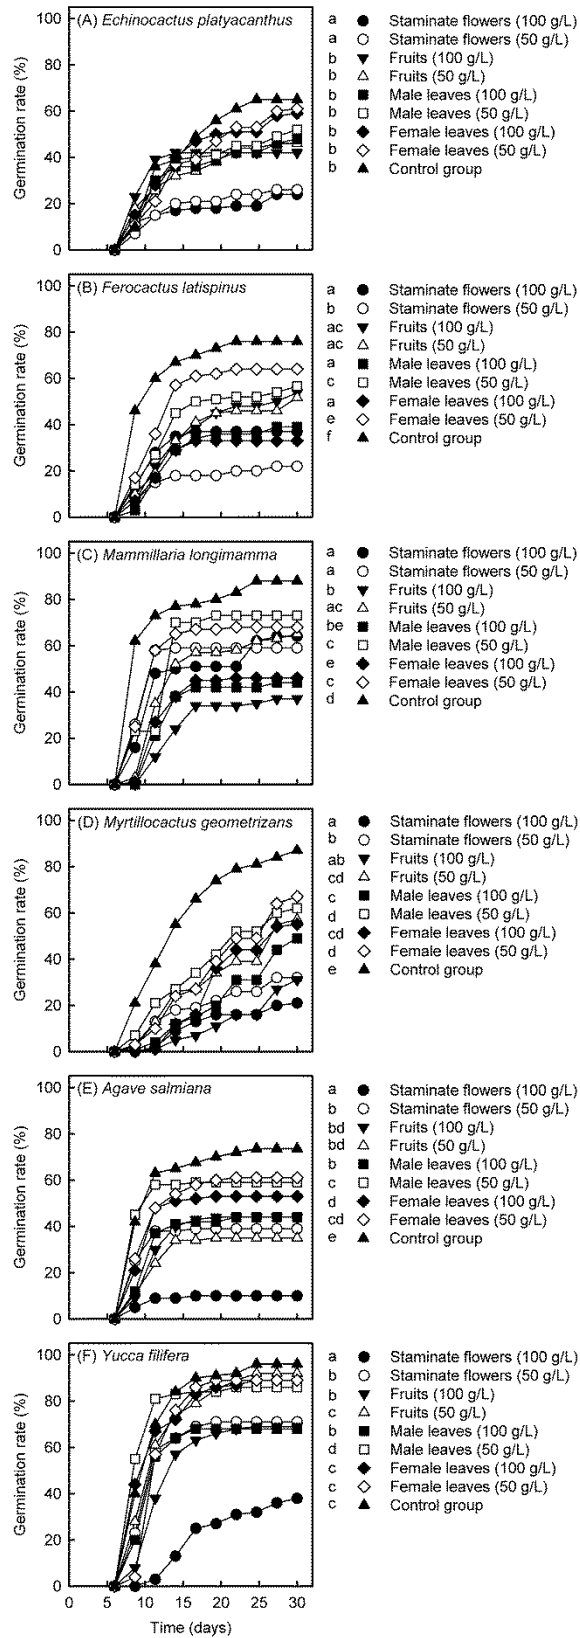 (A) Echinocactus platyacanthus
Germination rate (%)
100
80
60
40
20
0
a Staminate flowers (100 g/L)
a Staminate flowers (50 g/L)
b Fruits (100 g/L)
b Fruits (50 g/L)
b Male leaves (100 g/L)
b Male leaves (50 g/L)
b Female leaves (100 g/L)
b Female leaves (50 g/L)
b Control group
(B) Ferocactus latispinus
Germination rate (%)
100
80
60
40
20
0
a Staminate flowers (100 g/L)
b Staminate flowers (50 g/L)
ac Fruits (100 g/L)
ac Fruits (50 g/L)
a Male leaves (100 g/L)
c Male leaves (50 g/L)
a Female leaves (100 g/L)
e Female leaves (50 g/L)
f Control group
(C) Mammillaria longimamma
Germination rate (%)
100
80
60
40
20
0
a Staminate flowers (100 g/L)
a Staminate flowers (50 g/L)
b Fruits (100 g/L)
ac Fruits (50 g/L)
be Male leaves (100 g/L)
c Male leaves (50 g/L)
e Female leaves (100 g/L)
c Female leaves (50 g/L)
d Control group
(D) Myrtillocactus geometrizans
Germination rate (%)
100
80
60
40
20
0
a Staminate flowers (100 g/L)
b Staminate flowers (50 g/L)
ab Fruits (100 g/L)
cd Fruits (50 g/L)
c Male leaves (100 g/L)
d Male leaves (50 g/L)
cd Female leaves (100 g/L)
d Female leaves (50 g/L)
e Control group
(E) Agave salmiana
Germination rate (%)
100
80
60
40
20
0
a Staminate flowers (100 g/L)
b Staminate flowers (50 g/L)
bd Fruits (100 g/L)
bd Fruits (50 g/L)
b Male leaves (100 g/L)
c Male leaves (50 g/L)
d Female leaves (100 g/L)
cd Female leaves (50 g/L)
e Control group
(F) Yucca filifera
Germination rate (%)
100
80
60
40
20
0
a Staminate flowers (100 g/L)
b Staminate flowers (50 g/L)
b Fruits (100 g/L)
c Fruits (50 g/L)
b Male leaves (100 g/L)
d Male leaves (50 g/L)
c Female leaves (100 g/L)
c Female leaves (50 g/L)
c Control group
0 5 10 15 20 25 30
Time (days)